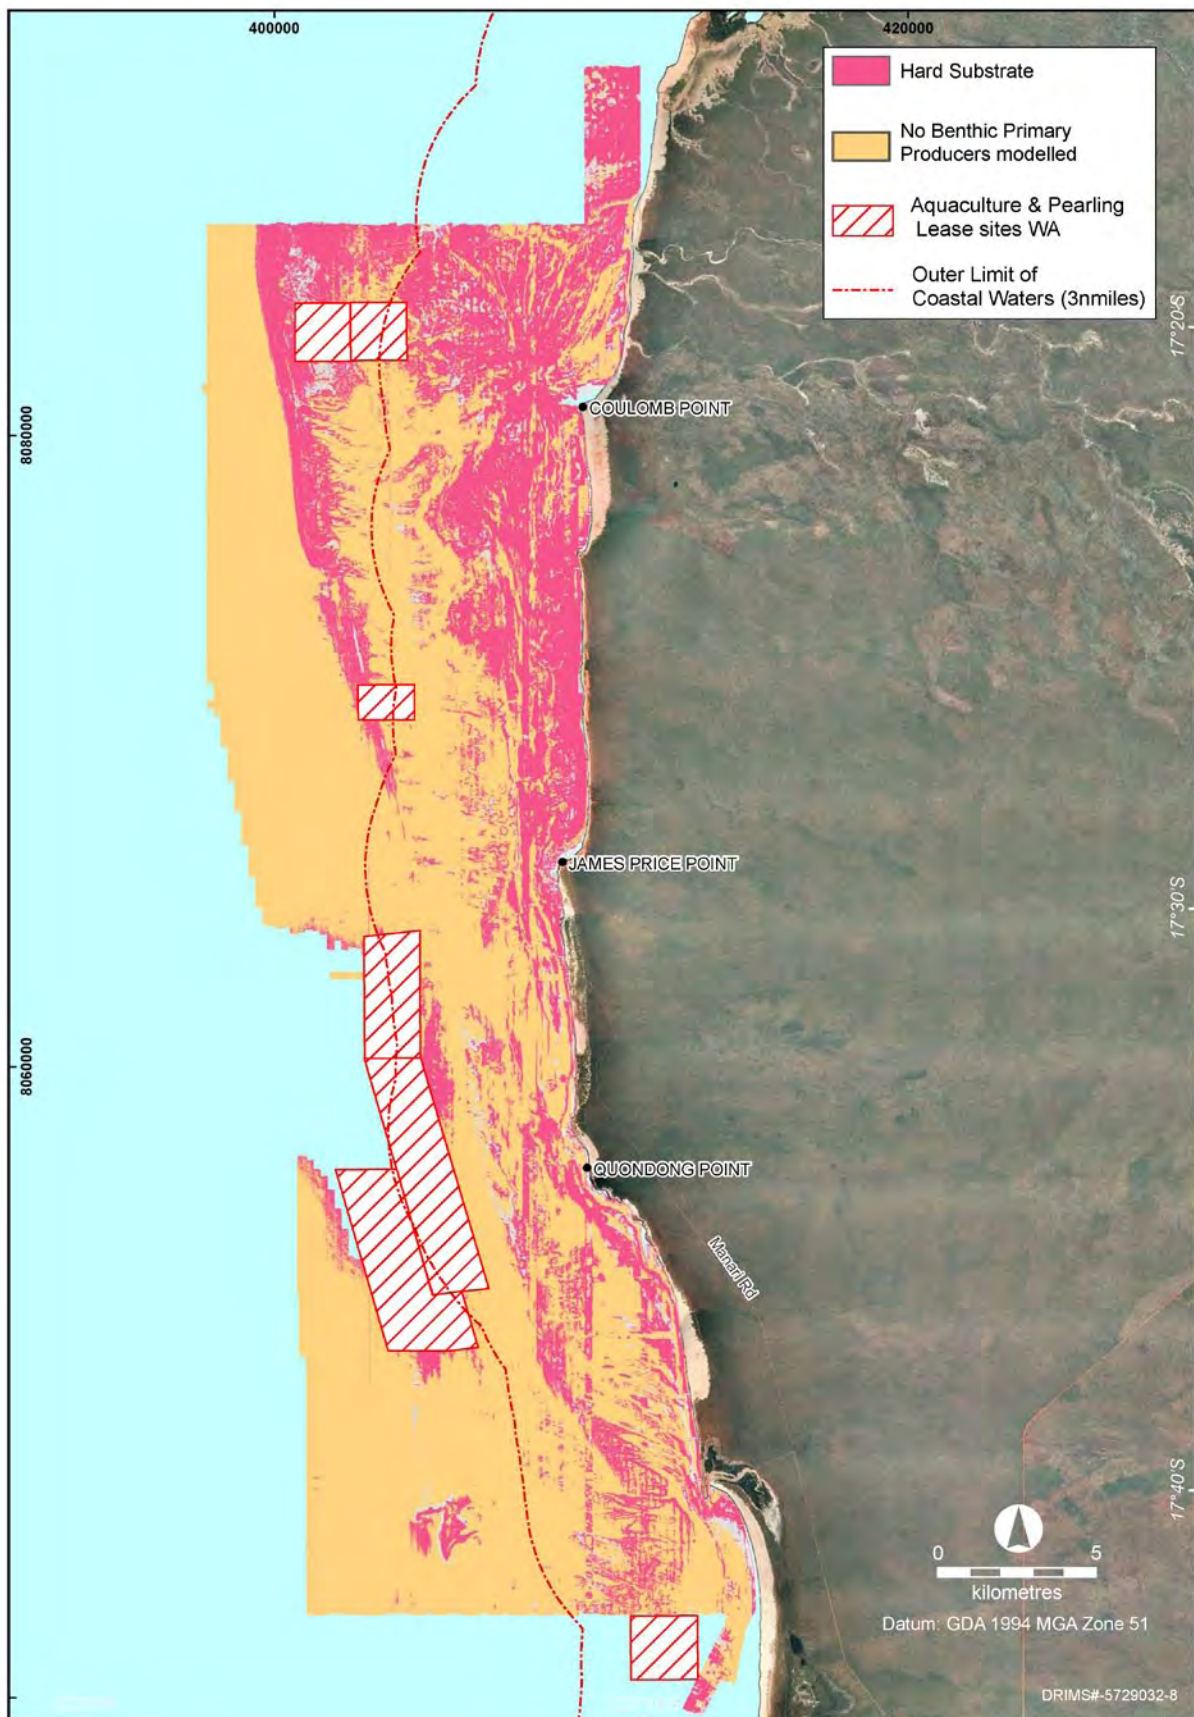 400000
420000
Hard Substrate
No Benthic Primary
Producers modelled
Aquaculture & Pearling
Lease sites WA
Outer Limit of
Coastal Waters (3nmiles)
17°20'S
8080000
COULOMB POINT
JAMES PRICE POINT
17°30'S
8060000
QUONDONG POINT
Manari Rd
17°40'S
0 5
kilometres
Datum: GDA 1994 MGA Zone 51
DRIMS#-5729032-8